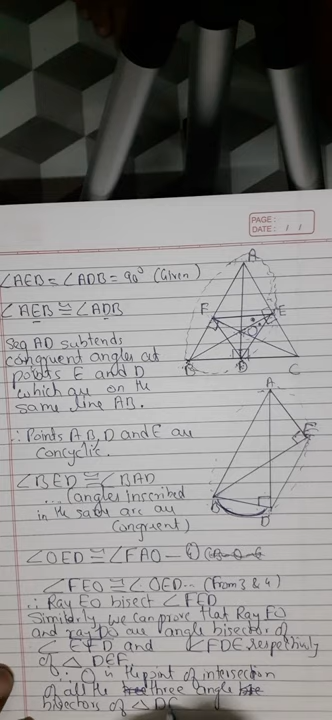 PAGE:
DATE: / /
A
∠AEB = ∠ADB = 90° (Given)
F E
∠AEB ≅ ∠ADB
O
Seg AD subtends
congruent angles at
B D C
points E and D
which are on the
A
same line AB.
∴ Points A, B, D and E are
E
concyclic.
∠BED ≅ ∠BAD
... (angles inscribed
in the same arc are
B
D
congruent)
∠OED ≅ ∠FAO - ①
∠FEO ≅ ∠OED... (from 3 & 4)
∴ Ray EO bisect ∠FED
Similarly, we can prove that Ray FO
and ray DO are angle bisector of
∠EFD and ∠FDE respectively
of △DEF
∴ O is the point of intersection
of all the three angle
bisectors of △DE